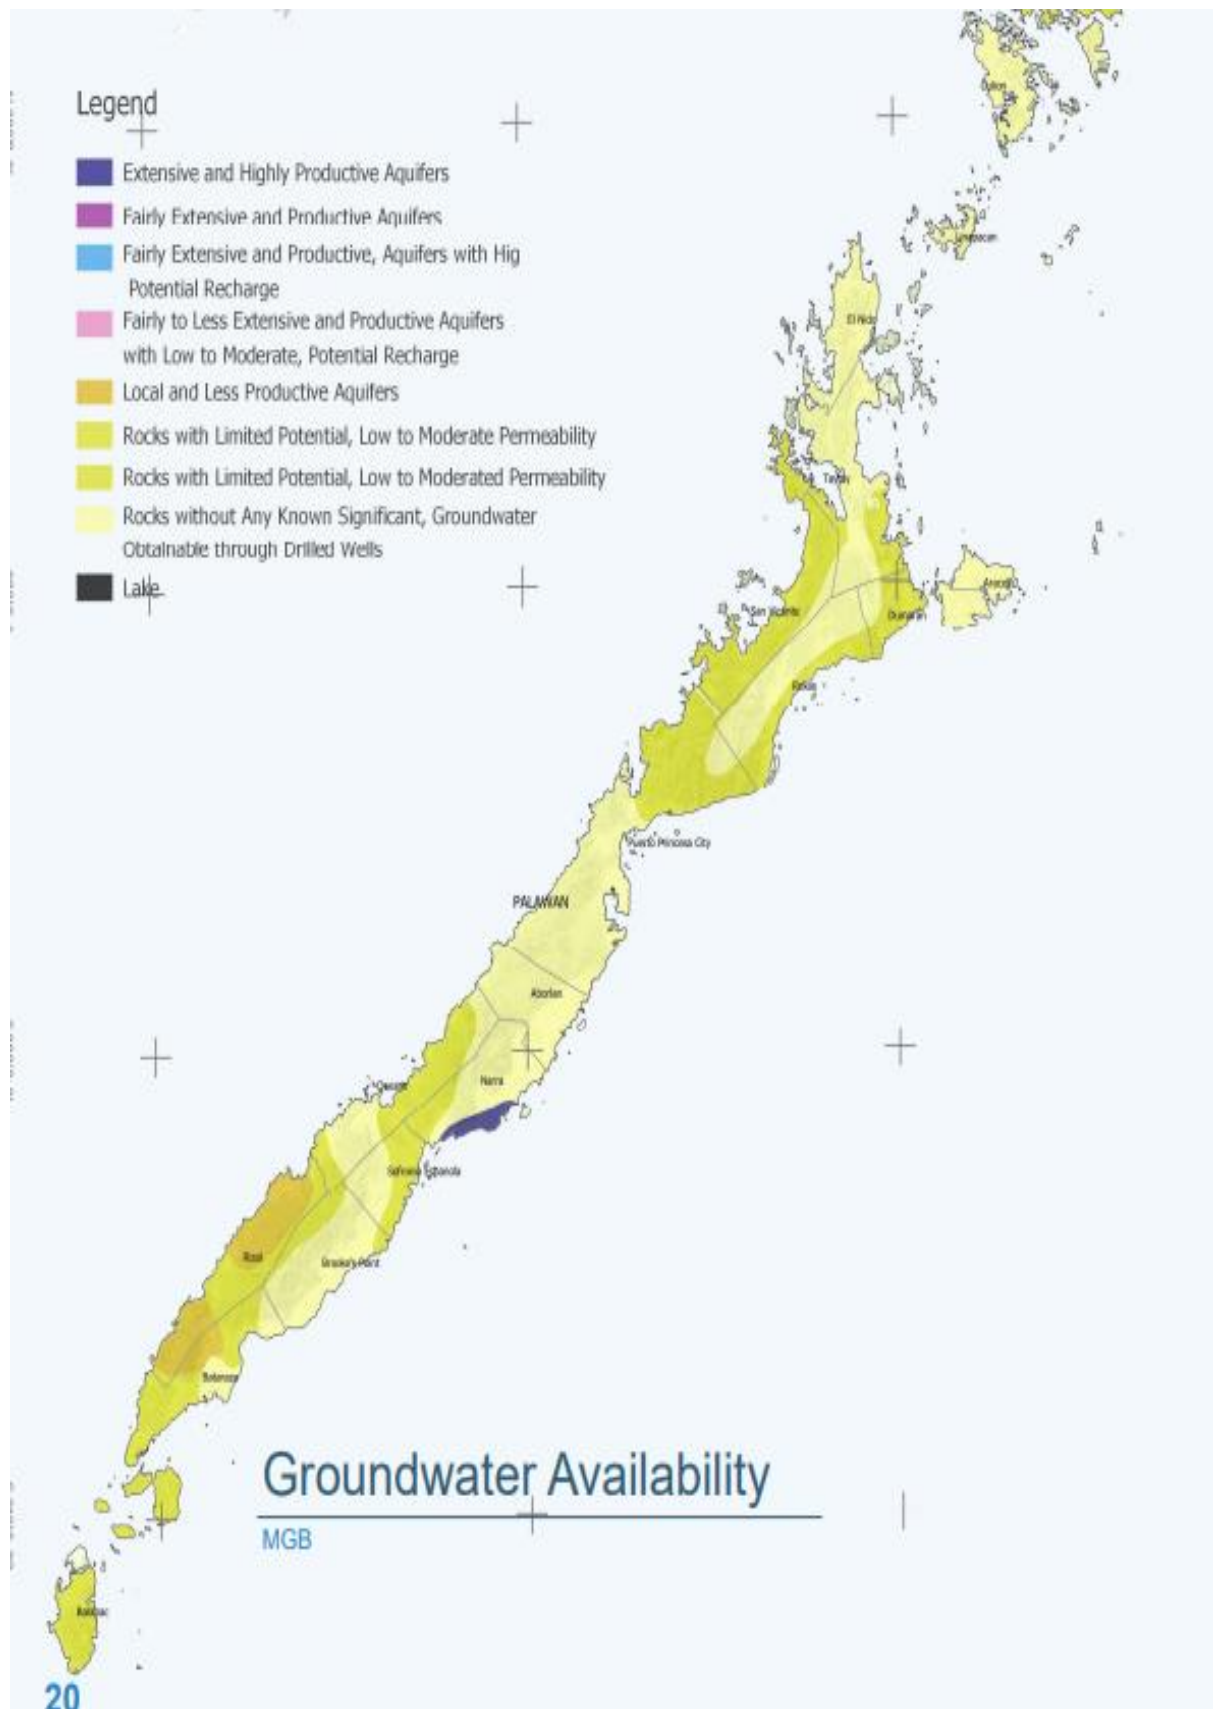 Legend
Extensive and Highly Productive Aquifers
Fairly Extensive and Productive Aquifers
Fairly Extensive and Productive, Aquifers with Hig
Potential Recharge
Fairly to Less Extensive and Productive Aquifers
with Low to Moderate, Potential Recharge
Local and Less Productive Aquifers
Rocks with Limited Potential, Low to Moderate Permeability
Rocks with Limited Potential, Low to Moderated Permeability
Rocks without Any Known Significant, Groundwater
Obtainable through Drilled Wells
Lake
El Nido
Taytay
San Vicente
Dumaran
Roxas
Puerto Princesa City
PALAWAN
Aborlan
Narra
Quezon
Sofronio Espanola
Rizal
Brooke's Point
Bataraza
Groundwater Availability
MGB
Balabac
20